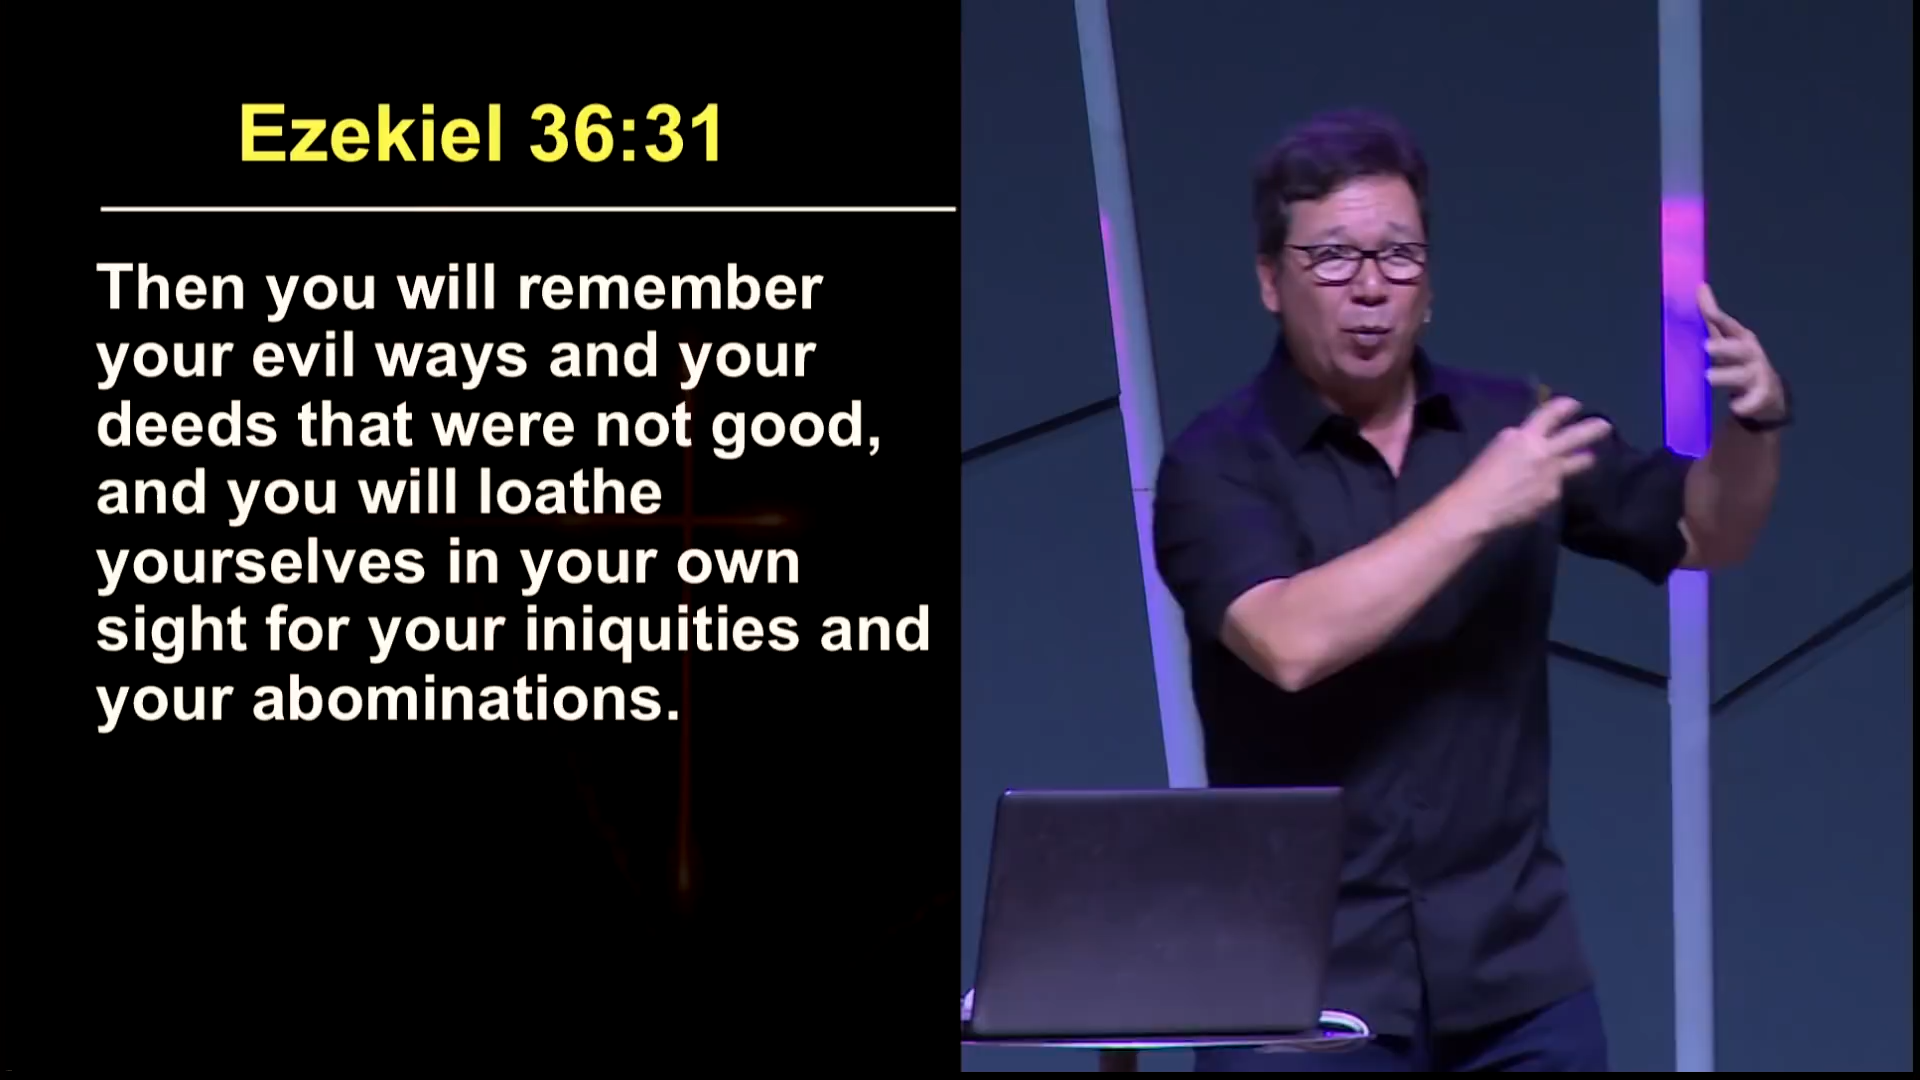 Ezekiel 36:31
Then you will remember
your evil ways and your
deeds that were not good,
and you will loathe
yourselves in your own
sight for your iniquities and
your abominations.